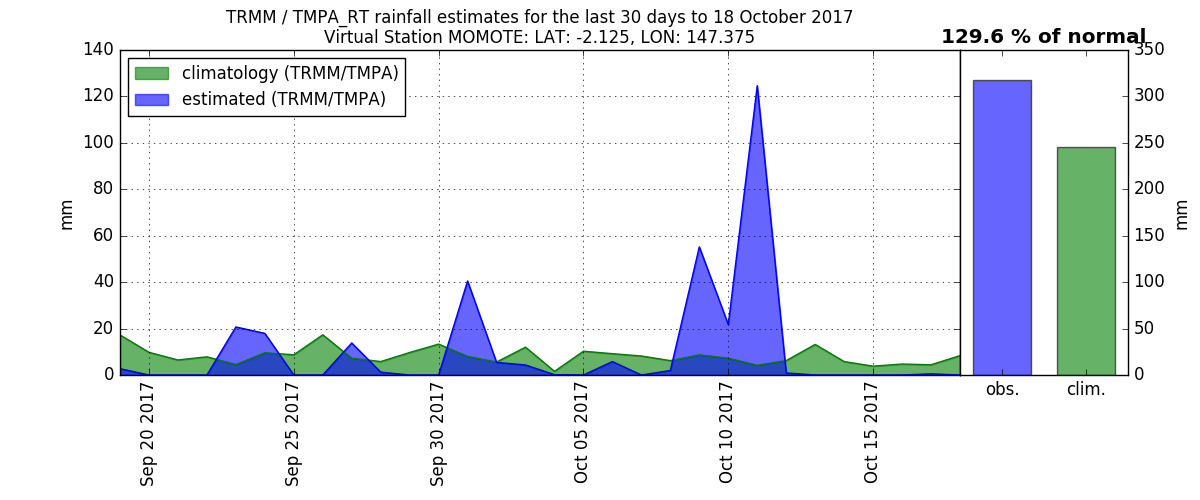 TRMM / TMPA_RT rainfall estimates for the last 30 days to 18 October 2017
Virtual Station MOMOTE: LAT: -2.125, LON: 147.375
129.6 % of normal
climatology (TRMM/TMPA)
estimated (TRMM/TMPA)
140
120
100
80
60
40
20
0
mm
Sep 20 2017
Sep 25 2017
Sep 30 2017
Oct 05 2017
Oct 10 2017
Oct 15 2017
350
300
250
200
150
100
50
0
mm
obs.
clim.